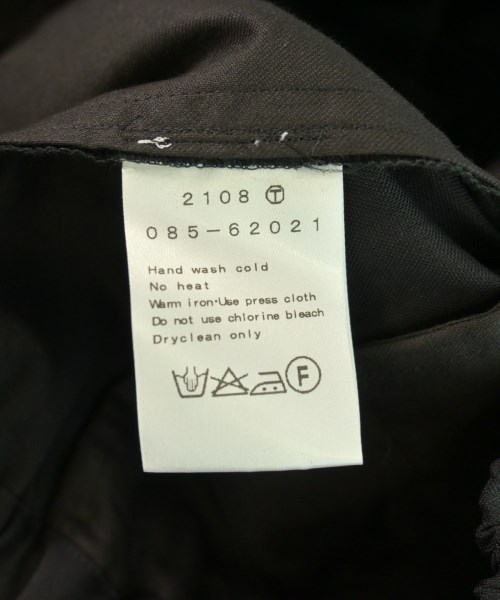 2108 Ⓣ
085-62021
Hand wash cold
No heat
Warm iron·Use press cloth
Do not use chlorine bleach
Dryclean only
F